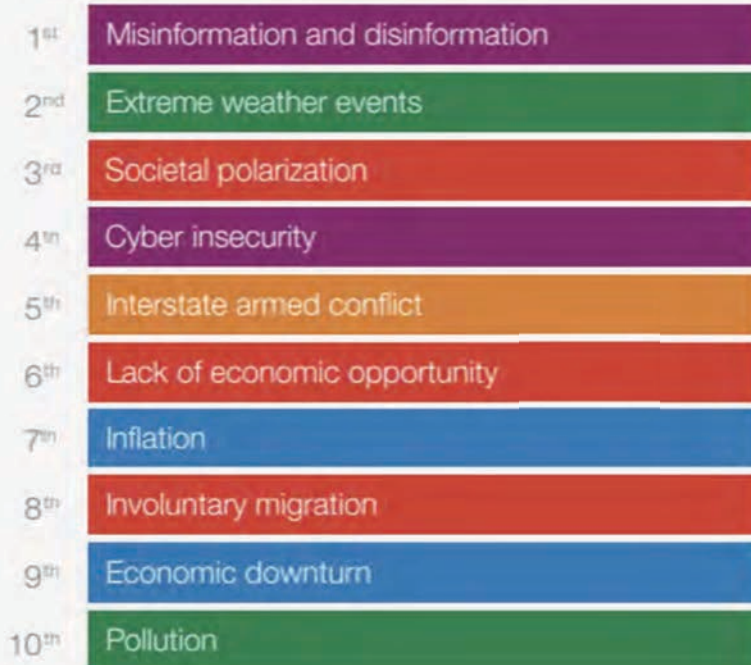 1st Misinformation and disinformation
2nd Extreme weather events
3rd Societal polarization
4th Cyber insecurity
5th Interstate armed conflict
6th Lack of economic opportunity
7th Inflation
8th Involuntary migration
9th Economic downturn
10th Pollution